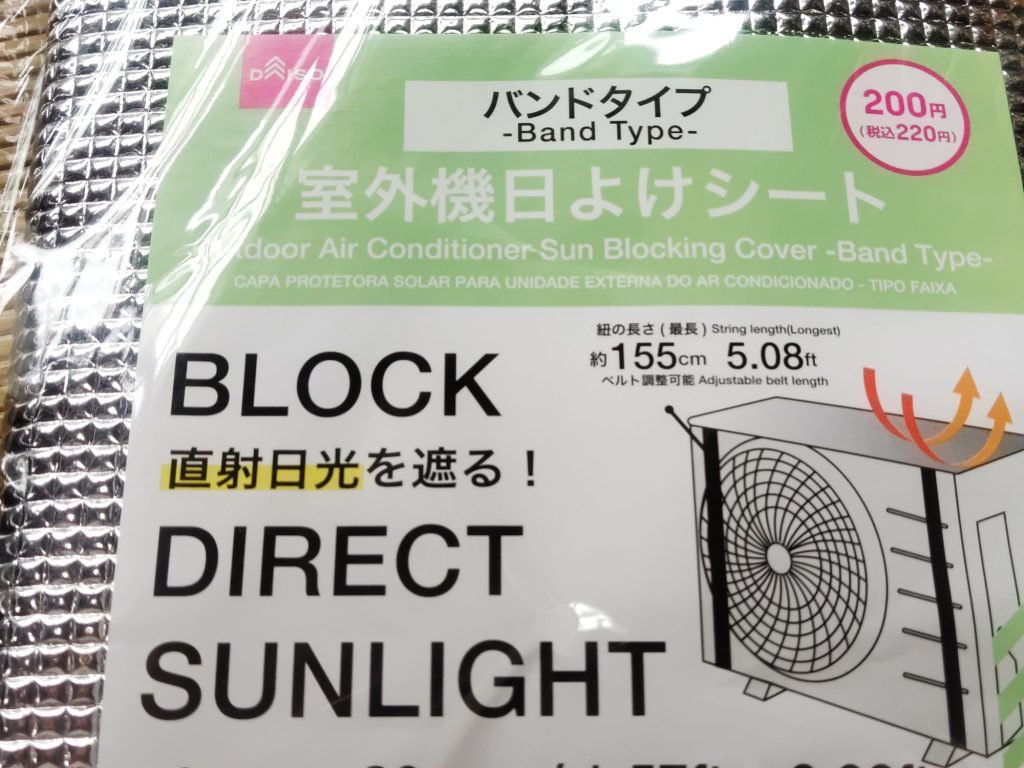 DAISO
バンドタイプ
-Band Type-
200円
(税込220円)
室外機日よけシート
door Air Conditioner Sun Blocking Cover -Band Type-
CAPA PROTETORA SOLAR PARA UNIDADE EXTERNA DO AR CONDICIONADO - TIPO FAIXA
紐の長さ(最長) String length(Longest)
約155cm 5.08ft
ベルト調整可能 Adjustable belt length
BLOCK
直射日光を遮る!
DIRECT
SUNLIGHT